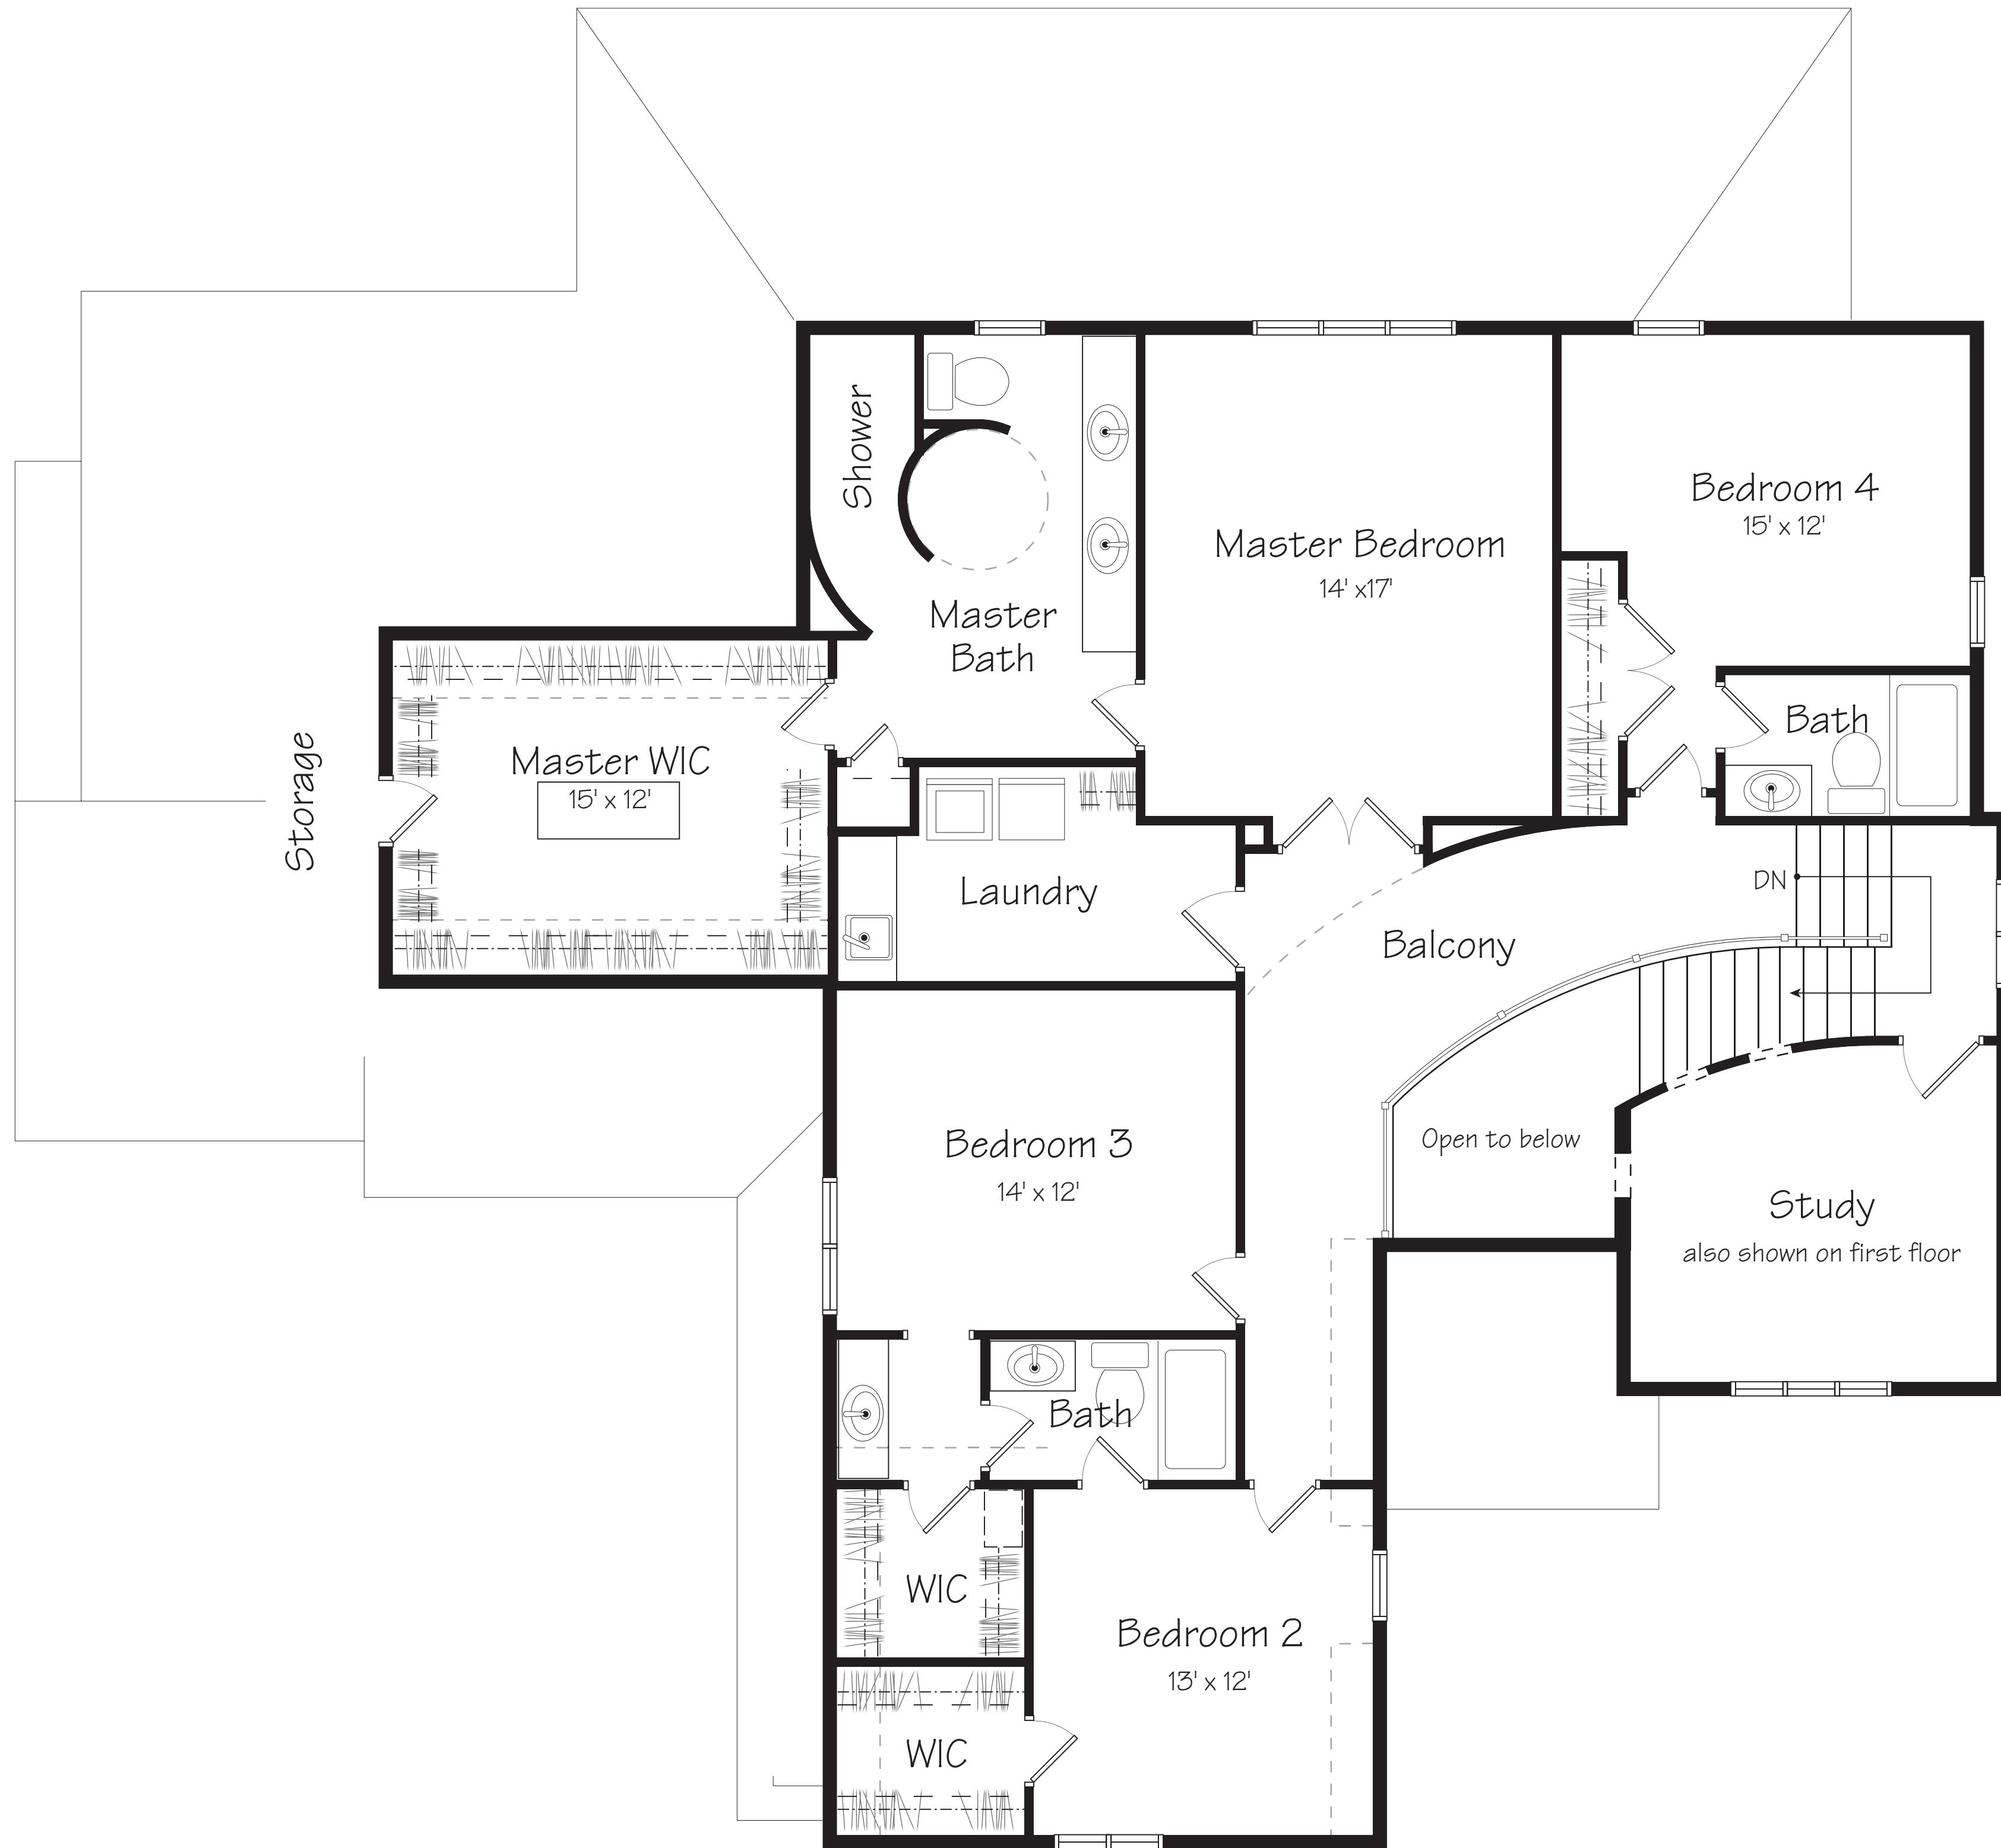 Shower
Bedroom 4
15' x 12'
Master Bedroom
14' x17'
Master
Bath
Bath
Storage
Master WIC
15' x 12'
Laundry
DN
Balcony
Bedroom 3
14' x 12'
Open to below
Study
also shown on first floor
Bath
WIC
Bedroom 2
13' x 12'
WIC